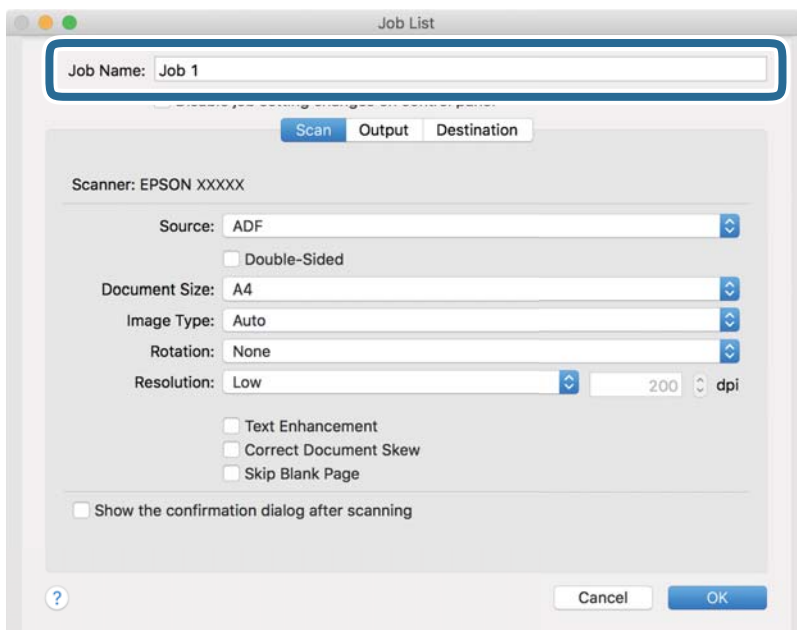 Job List
Job Name: Job 1
Scan Output Destination
Scanner: EPSON XXXXX
Source: ADF
Double-Sided
Document Size: A4
Image Type: Auto
Rotation: None
Resolution: Low 200 dpi
Text Enhancement
Correct Document Skew
Skip Blank Page
Show the confirmation dialog after scanning
? Cancel OK